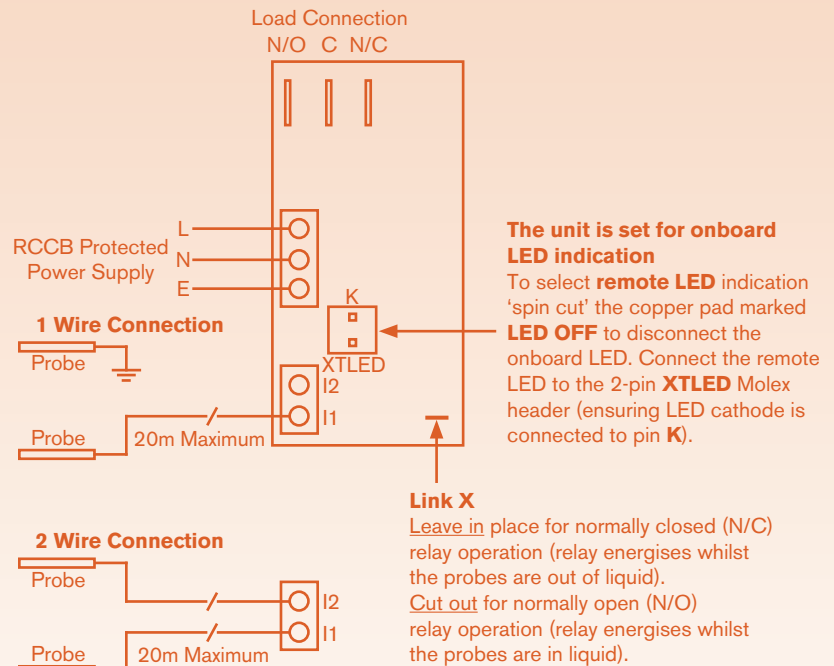 Load Connection
N/O C N/C
L
RCCB Protected
Power Supply
N
E
The unit is set for onboard
LED indication
To select remote LED indication
‘spin cut’ the copper pad marked
LED OFF to disconnect the
onboard LED. Connect the remote
LED to the 2-pin XTLED Molex
header (ensuring LED cathode is
connected to pin K).
K
XTLED
1 Wire Connection
Probe
I2
I1
Probe
20m Maximum
Link X
Leave in place for normally closed (N/C)
relay operation (relay energises whilst
the probes are out of liquid).
Cut out for normally open (N/O)
relay operation (relay energises whilst
the probes are in liquid).
2 Wire Connection
Probe
I2
I1
Probe
20m Maximum